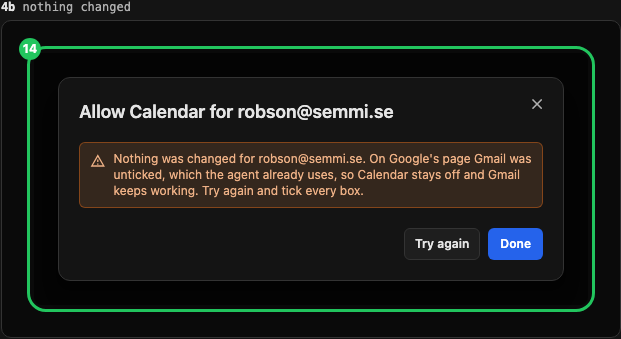 4b nothing changed
14
Allow Calendar for robson@semmi.se
Nothing was changed for robson@semmi.se. On Google's page Gmail was
unticked, which the agent already uses, so Calendar stays off and Gmail
keeps working. Try again and tick every box.
Try again Done